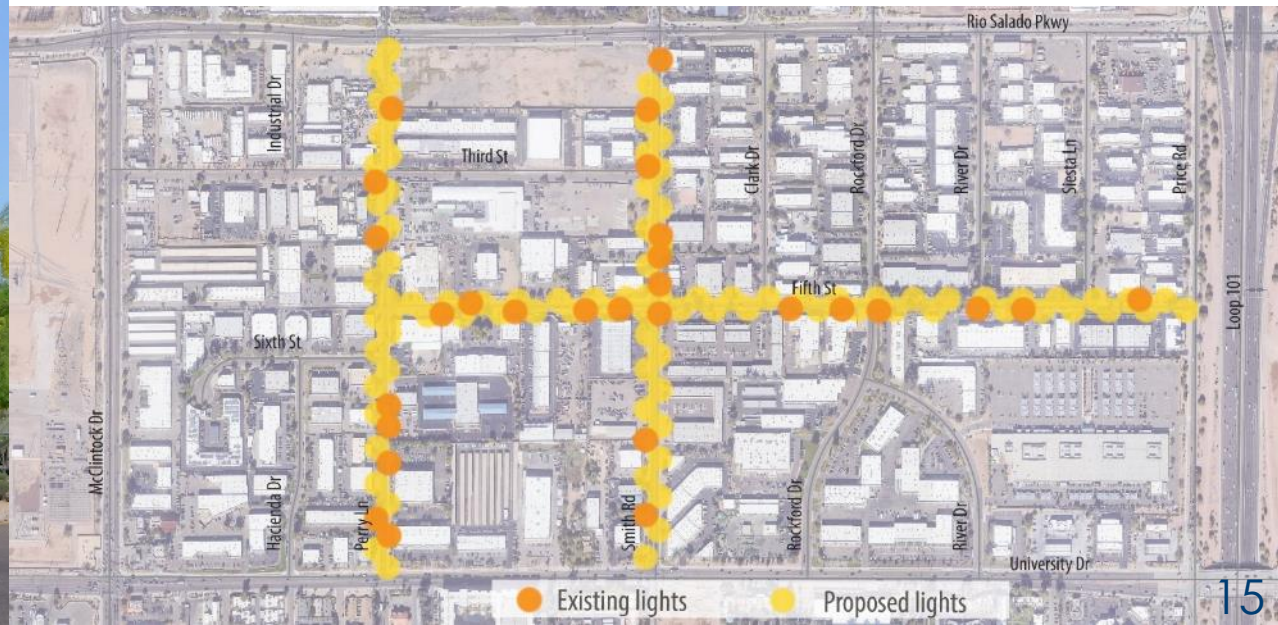 Rio Salado Pkwy
Industrial Dr
Third St
Clark Dr
Rockford Dr
River Dr
Siesta Ln
Price Rd
Fifth St
Loop 101
Sixth St
McClintock Dr
Hacienda Dr
Perry Ln
Smith Rd
Rockford Dr
River Dr
University Dr
Existing lights
Proposed lights
15